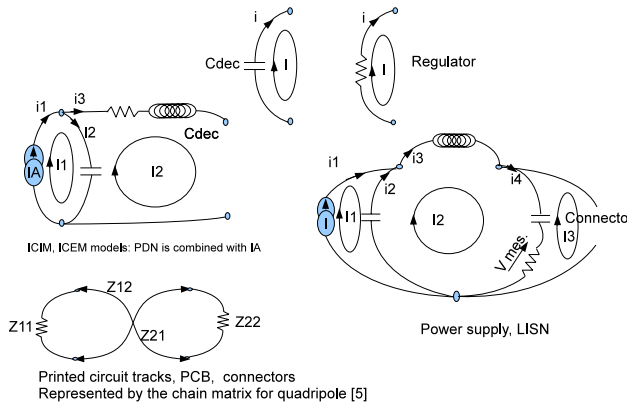 i
Cdec
I
i
I
Regulator
i1
i3
I2
Cdec
IA
I1
I2
ICIM, ICEM models: PDN is combined with IA
i1
i3
i4
i2
I
I1
I2
V mes.
I3
Connecto
Power supply, LISN
Z12
Z11
Z21
Z22
Printed circuit tracks, PCB, connectors
Represented by the chain matrix for quadripole [5]